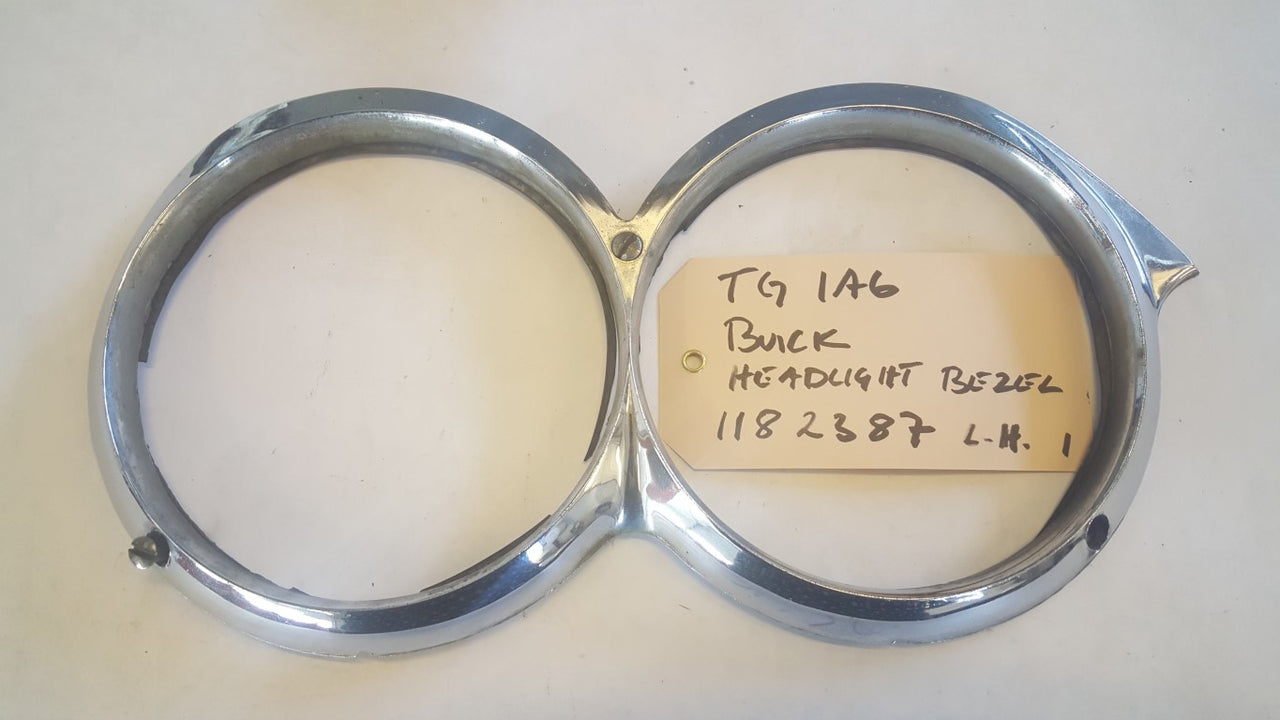 TG 1A6
BUICK
HEADLIGHT BEZEL
1182387 L.H. 1